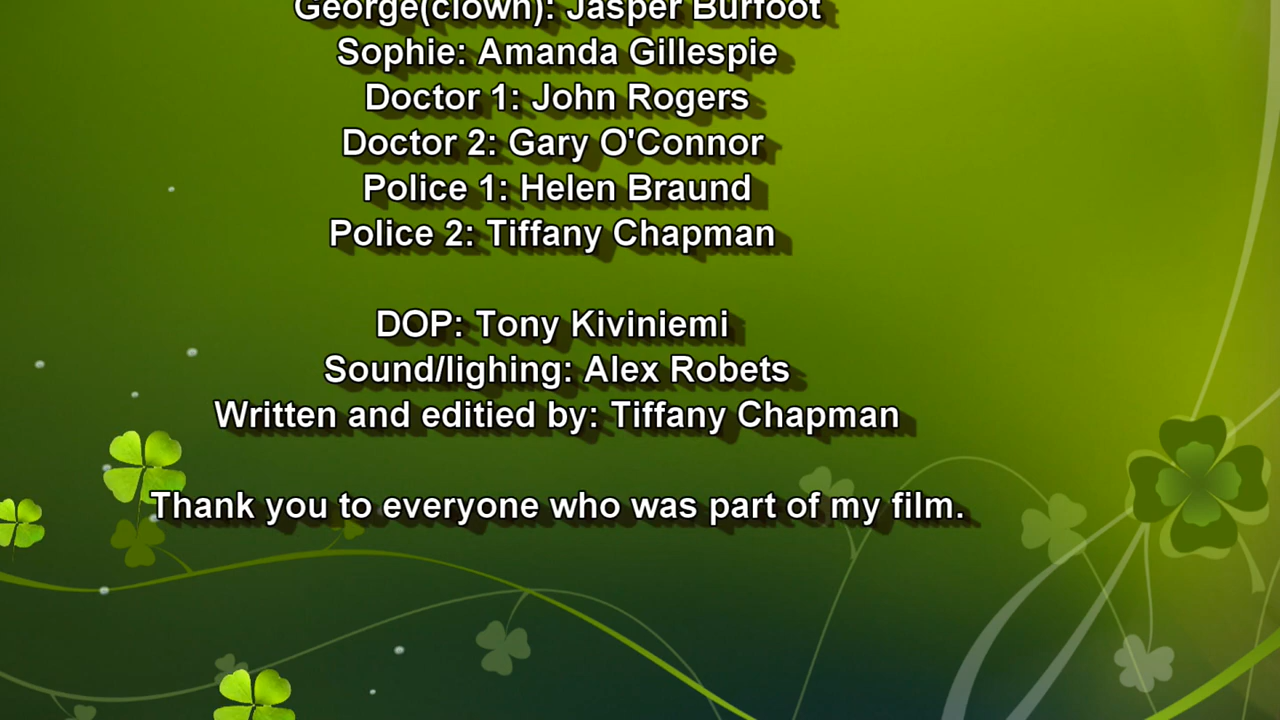 George(clown): Jasper Burfoot
Sophie: Amanda Gillespie
Doctor 1: John Rogers
Doctor 2: Gary O'Connor
Police 1: Helen Braund
Police 2: Tiffany Chapman
DOP: Tony Kiviniemi
Sound/lighing: Alex Robets
Written and editied by: Tiffany Chapman
Thank you to everyone who was part of my film.